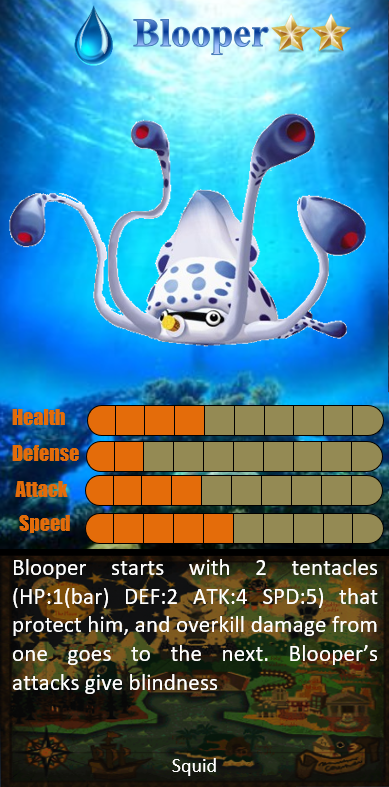 Blooper
Health
Defense
Attack
Speed
Blooper starts with 2 tentacles
(HP:1(bar) DEF:2 ATK:4 SPD:5) that
protect him, and overkill damage from
one goes to the next. Blooper's
attacks give blindness
Squid